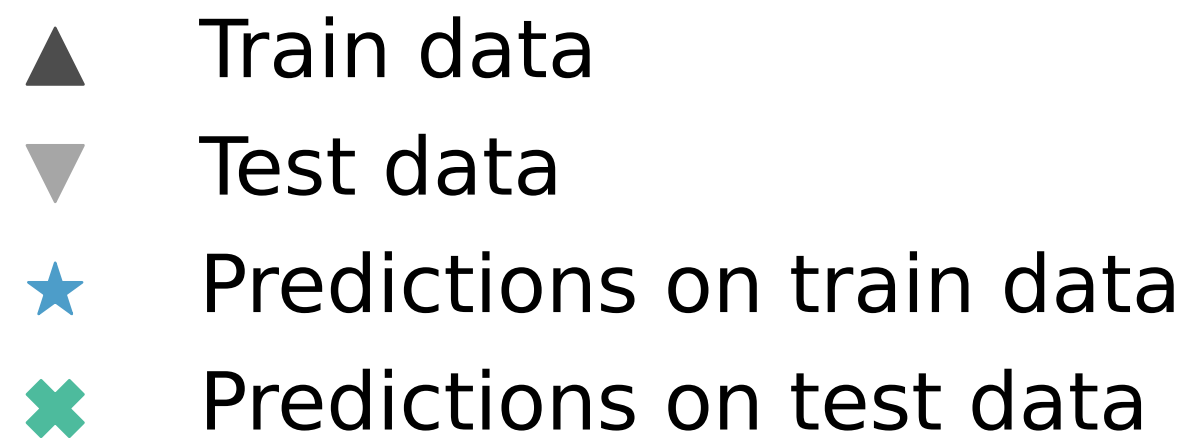 Train data
Test data
Predictions on train data
Predictions on test data